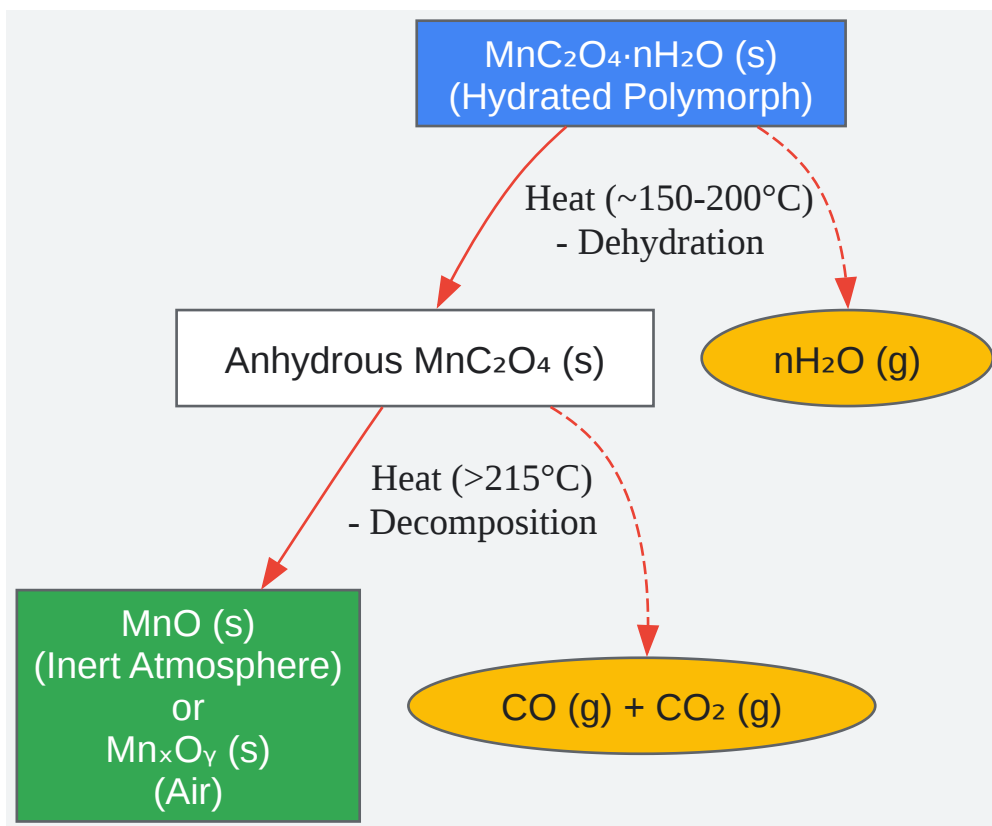 MnC₂O₄·nH₂O (s)
(Hydrated Polymorph)
Heat (~150-200°C)
- Dehydration
Anhydrous MnC₂O₄ (s)
nH₂O (g)
Heat (>215°C)
- Decomposition
MnO (s)
(Inert Atmosphere)
or
MnₓOᵧ (s)
(Air)
CO (g) + CO₂ (g)